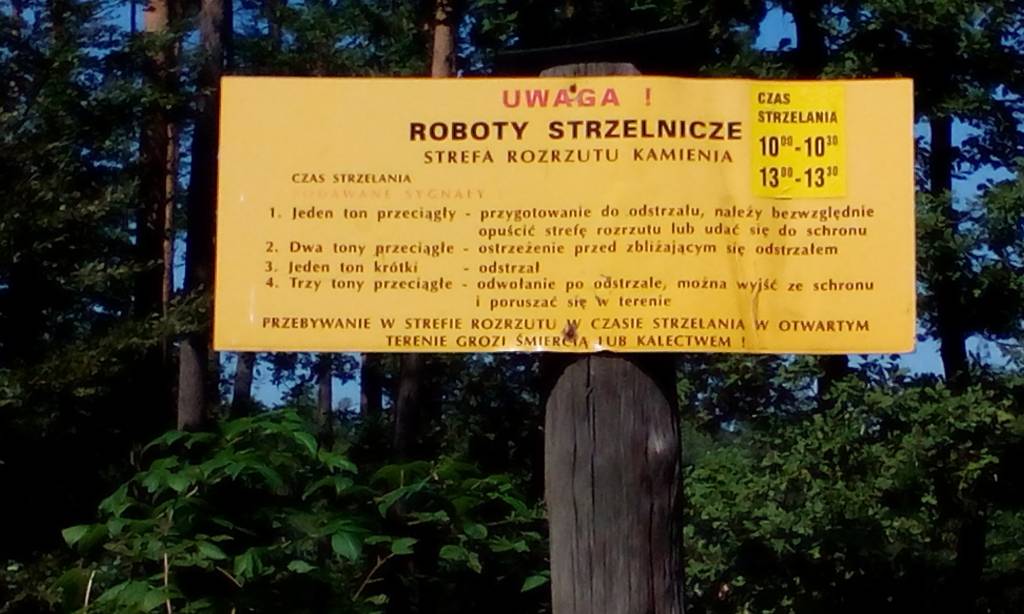 UWAGA !
ROBOTY STRZELNICZE
STREFA ROZRZUTU KAMIENIA
CZAS
STRZELANIA
10⁰⁰-10³⁰
13⁰⁰-13³⁰
CZAS STRZELANIA
PODAWANE SYGNAŁY
1. Jeden ton przeciągły - przygotowanie do odstrzału, należy bezwzględnie
opuścić strefę rozrzutu lub udać się do schronu
2. Dwa tony przeciągłe - ostrzeżenie przed zbliżającym się odstrzałem
3. Jeden ton krótki - odstrzał
4. Trzy tony przeciągłe - odwołanie po odstrzale, można wyjść ze schronu
i poruszać się w terenie
PRZEBYWANIE W STREFIE ROZRZUTU W CZASIE STRZELANIA W OTWARTYM
TERENIE GROZI ŚMIERCIĄ LUB KALECTWEM !